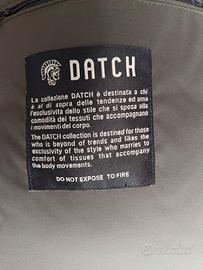 DATCH
La collezione DATCH è destinata a chi
è al di sopra delle tendenze ed ama
l'esclusività dello stile che si sposa alla
comodità dei tessuti che accompagnano
i movimenti del corpo.
The DATCH collection is destined for those
who is beyond of trends and likes the
exclusivity of the style who marries to
comfort of tissues that accompany
the body movements.
DO NOT EXPOSE TO FIRE
subito.it